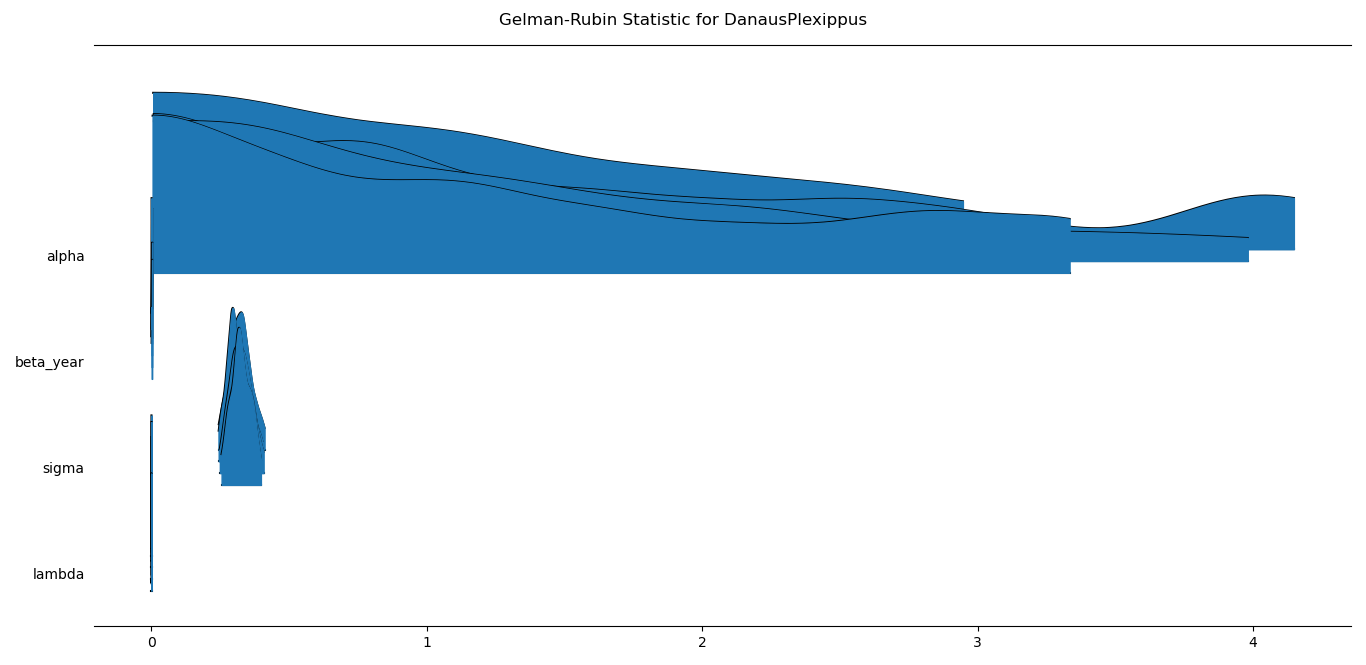 Gelman-Rubin Statistic for DanausPlexippus
alpha
beta_year
sigma
lambda
0 1 2 3 4